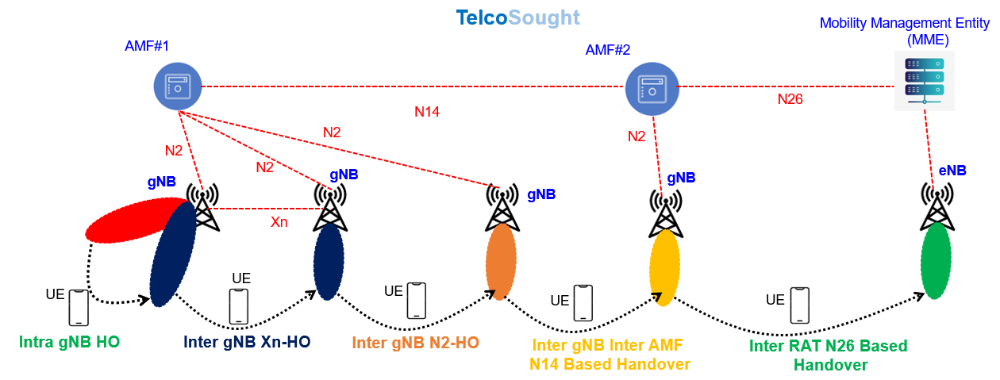 TelcoSought
AMF#1
AMF#2
Mobility Management Entity
(MME)
N14
N26
N2
N2
N2
N2
gNB
gNB
gNB
gNB
eNB
Xn
UE
UE
UE
UE
UE
Intra gNB HO
Inter gNB Xn-HO
Inter gNB N2-HO
Inter gNB Inter AMF
N14 Based Handover
Inter RAT N26 Based
Handover